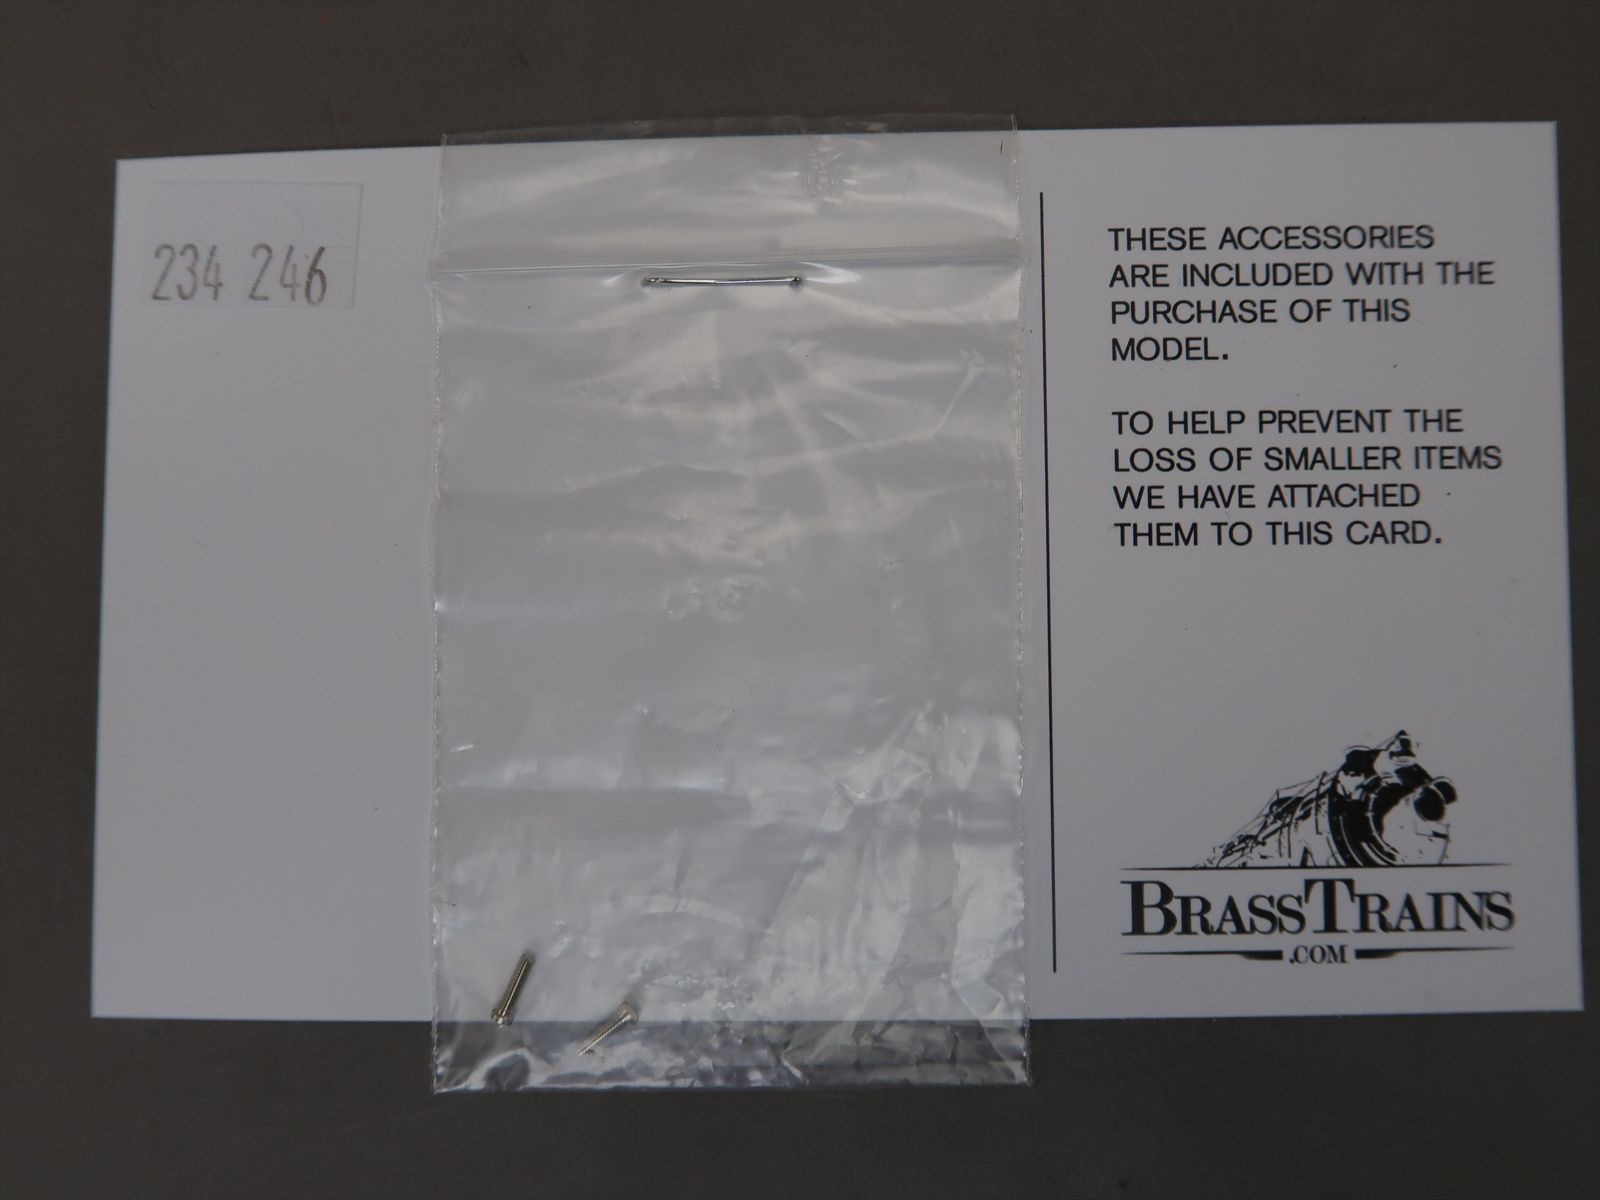 234 246
THESE ACCESSORIES
ARE INCLUDED WITH THE
PURCHASE OF THIS
MODEL.
TO HELP PREVENT THE
LOSS OF SMALLER ITEMS
WE HAVE ATTACHED
THEM TO THIS CARD.
BRASSTRAINS
.COM